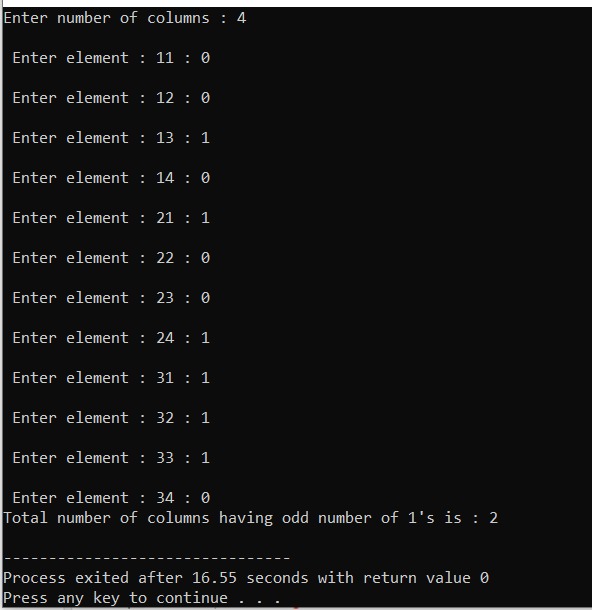 Enter number of columns : 4
Enter element : 11 : 0
Enter element : 12 : 0
Enter element : 13 : 1
Enter element : 14 : 0
Enter element : 21 : 1
Enter element : 22 : 0
Enter element : 23 : 0
Enter element : 24 : 1
Enter element : 31 : 1
Enter element : 32 : 1
Enter element : 33 : 1
Enter element : 34 : 0
Total number of columns having odd number of 1's is : 2
--------------------------------
Process exited after 16.55 seconds with return value 0
Press any key to continue . . .